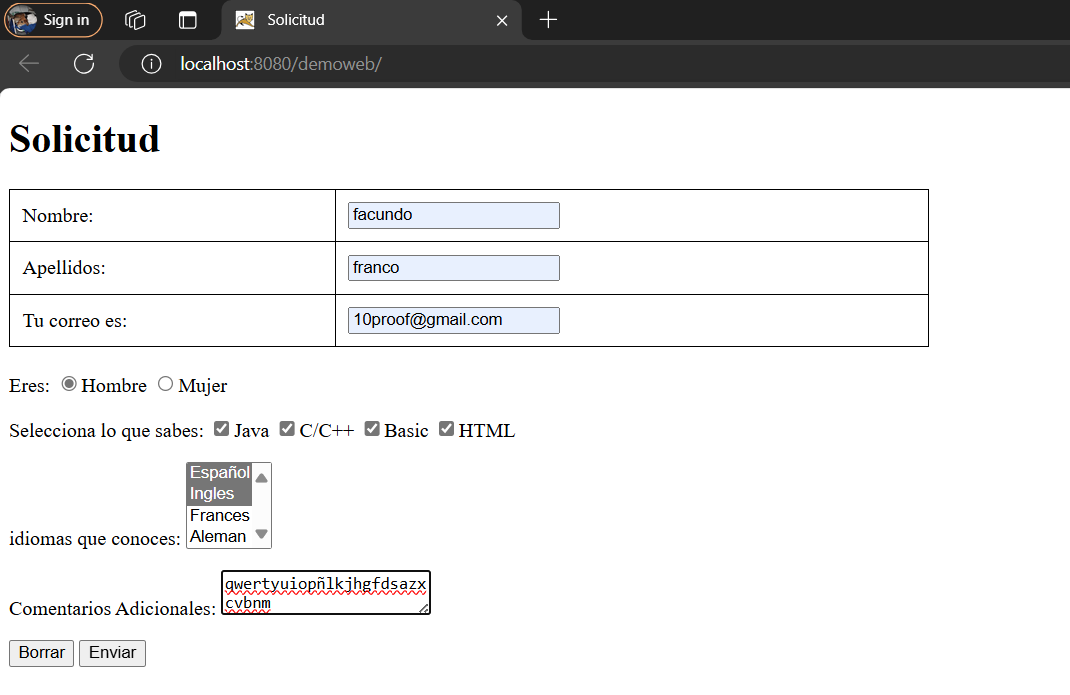 Sign in
Solicitud
localhost:8080/demoweb/
Solicitud
Nombre: facundo
Apellidos: franco
Tu correo es: 10proof@gmail.com
Eres: Hombre Mujer
Selecciona lo que sabes: Java C/C++ Basic HTML
Español
Ingles
Frances
idiomas que conoces: Aleman
qwertyuiopñlkjhgfdsazx
Comentarios Adicionales: cvbnm
Borrar Enviar